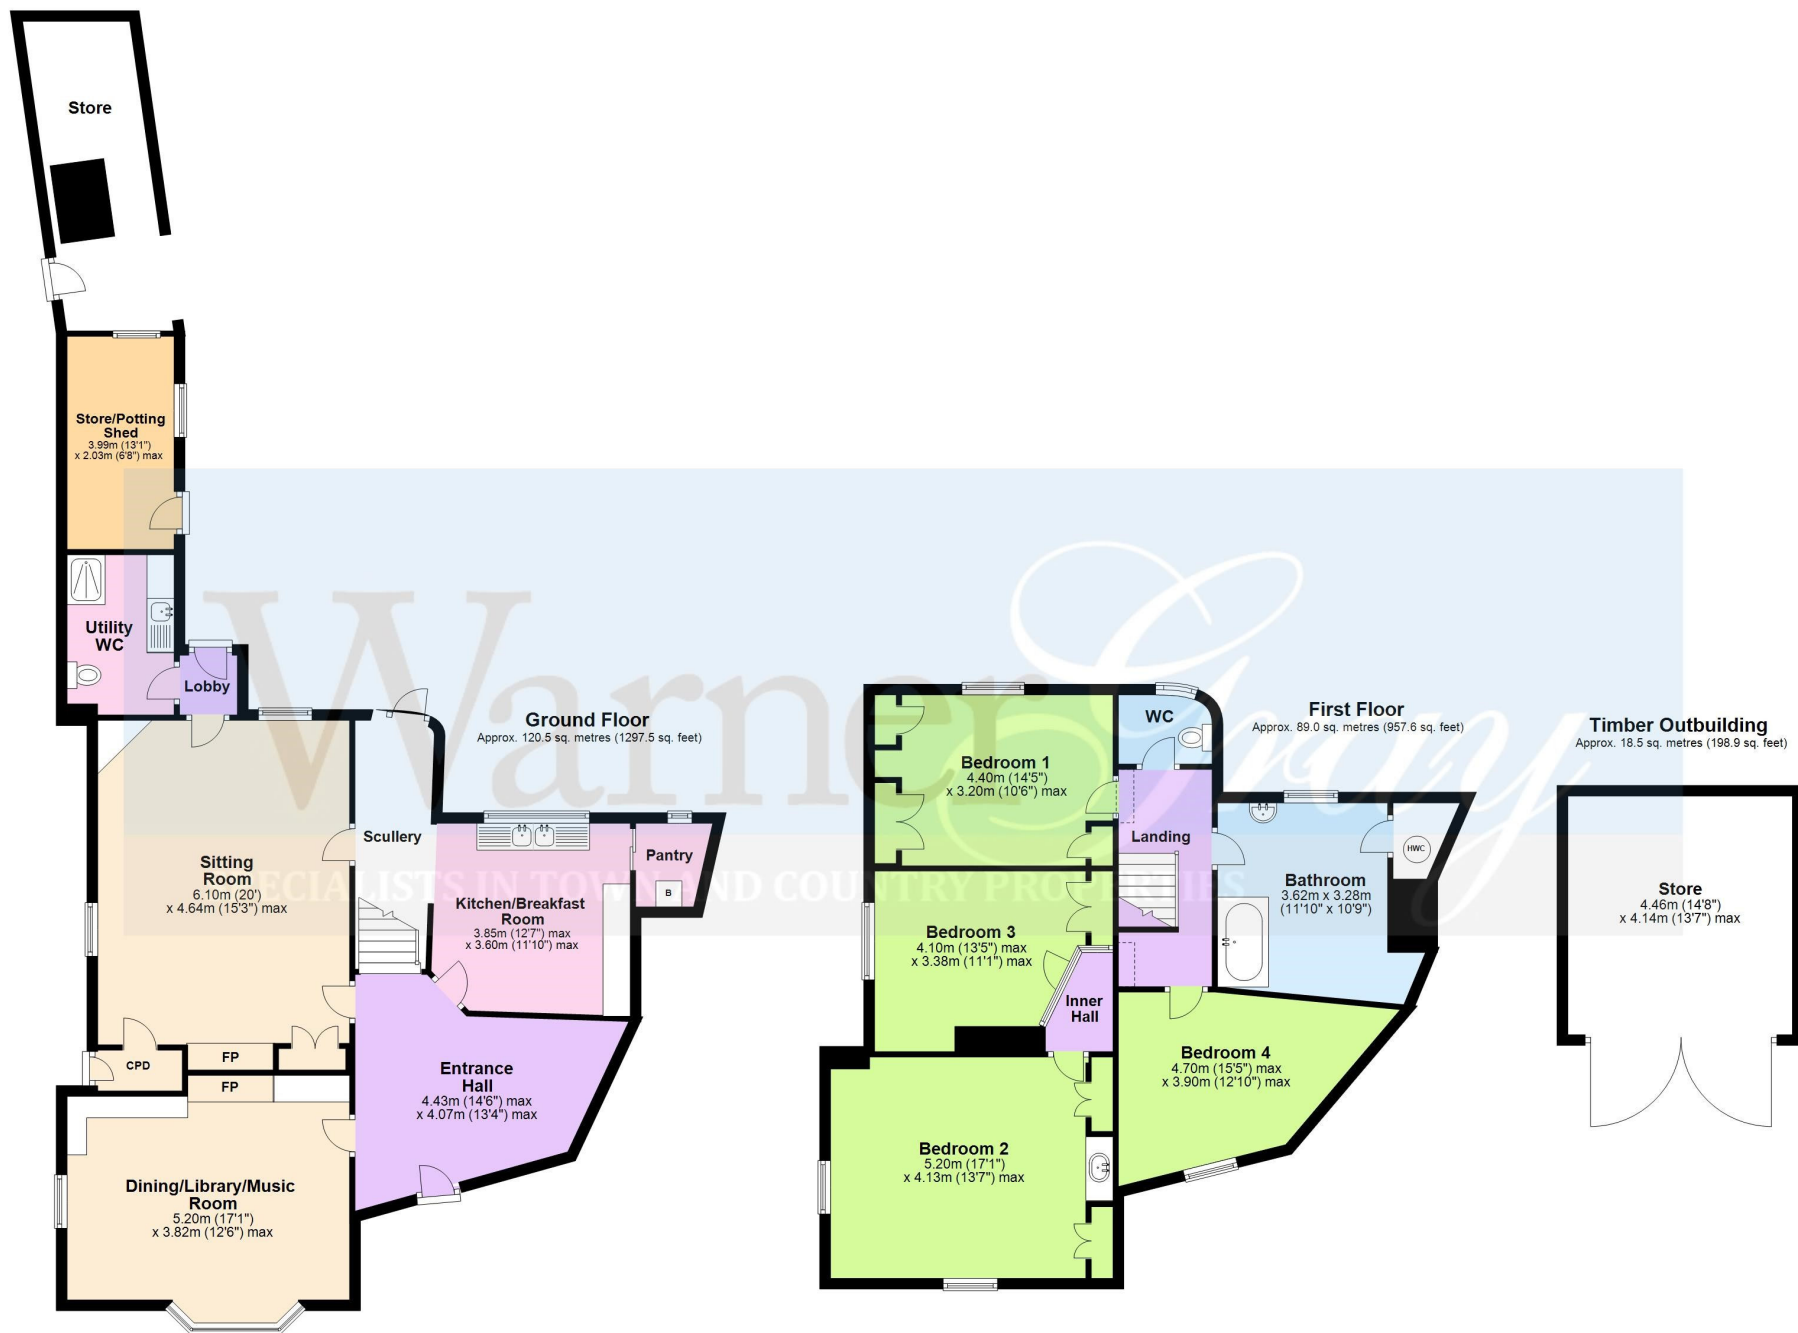 Store
Store/Potting
Shed
3.99m (13'1")
x 2.03m (6'8") max
Utility
WC
Lobby
Ground Floor
Approx. 120.5 sq. metres (1297.5 sq. feet)
Scullery
Sitting
Room
6.10m (20')
x 4.64m (15'3") max
Kitchen/Breakfast
Room
3.85m (12'7") max
x 3.60m (11'10") max
Pantry
B
CPD
FP
FP
Entrance
Hall
4.43m (14'6") max
x 4.07m (13'4") max
Dining/Library/Music
Room
5.20m (17'1")
x 3.82m (12'6") max
First Floor
Approx. 89.0 sq. metres (957.6 sq. feet)
WC
Bedroom 1
4.40m (14'5")
x 3.20m (10'6") max
Landing
Bathroom
3.62m x 3.28m
(11'10" x 10'9")
HWC
Bedroom 3
4.10m (13'5") max
x 3.38m (11'1") max
Inner
Hall
Bedroom 4
4.70m (15'5") max
x 3.90m (12'10") max
Bedroom 2
5.20m (17'1")
x 4.13m (13'7") max
Timber Outbuilding
Approx. 18.5 sq. metres (198.9 sq. feet)
Store
4.46m (14'8")
x 4.14m (13'7") max
Warner Gray
SPECIALISTS IN TOWN AND COUNTRY PROPERTIES